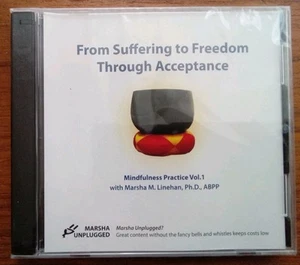 From Suffering to Freedom
Through Acceptance
Mindfulness Practice Vol.1
with Marsha M. Linehan, Ph.D., ABPP
MARSHA
UNPLUGGED
Marsha Unplugged?
Great content without the fancy bells and whistles keeps costs low